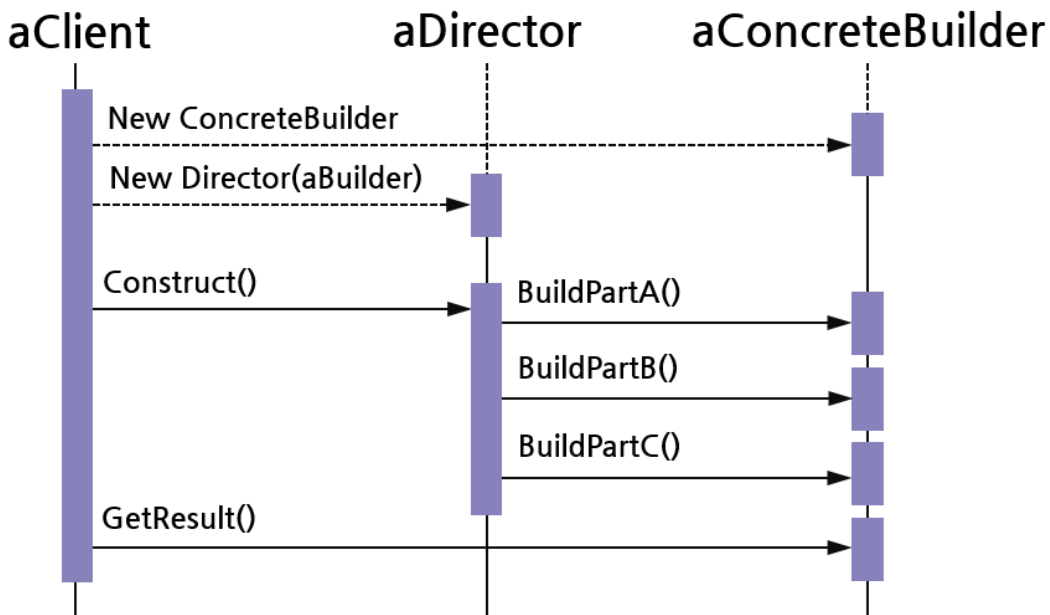 aClient
aDirector
aConcreteBuilder
New ConcreteBuilder
New Director(aBuilder)
Construct()
BuildPartA()
BuildPartB()
BuildPartC()
GetResult()